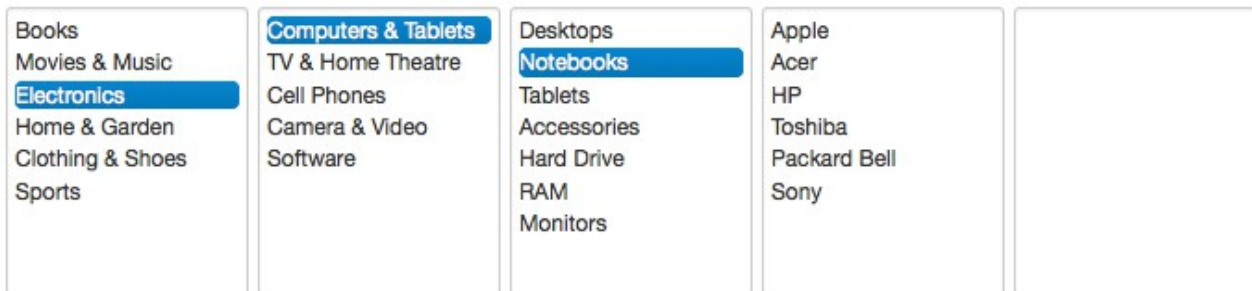 Books
Movies & Music
Electronics
Home & Garden
Clothing & Shoes
Sports
Computers & Tablets
TV & Home Theatre
Cell Phones
Camera & Video
Software
Desktops
Notebooks
Tablets
Accessories
Hard Drive
RAM
Monitors
Apple
Acer
HP
Toshiba
Packard Bell
Sony